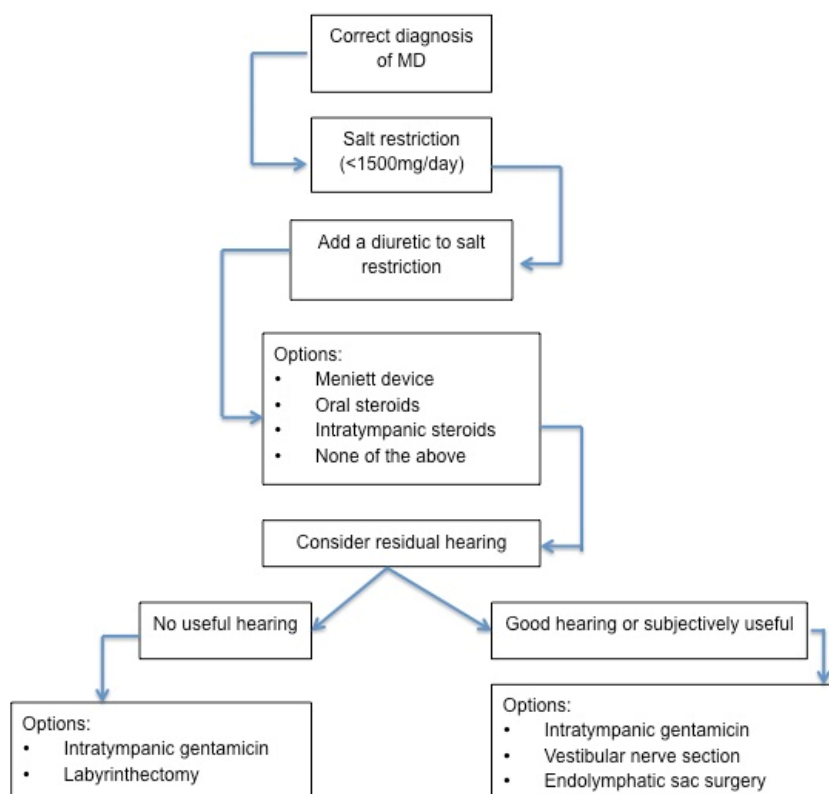 Correct diagnosis
of MD
Salt restriction
(<1500mg/day)
Add a diuretic to salt
restriction
Options:
• Meniett device
• Oral steroids
• Intratympanic steroids
• None of the above
Consider residual hearing
No useful hearing
Good hearing or subjectively useful
Options:
• Intratympanic gentamicin
• Labyrinthectomy
Options:
• Intratympanic gentamicin
• Vestibular nerve section
• Endolymphatic sac surgery